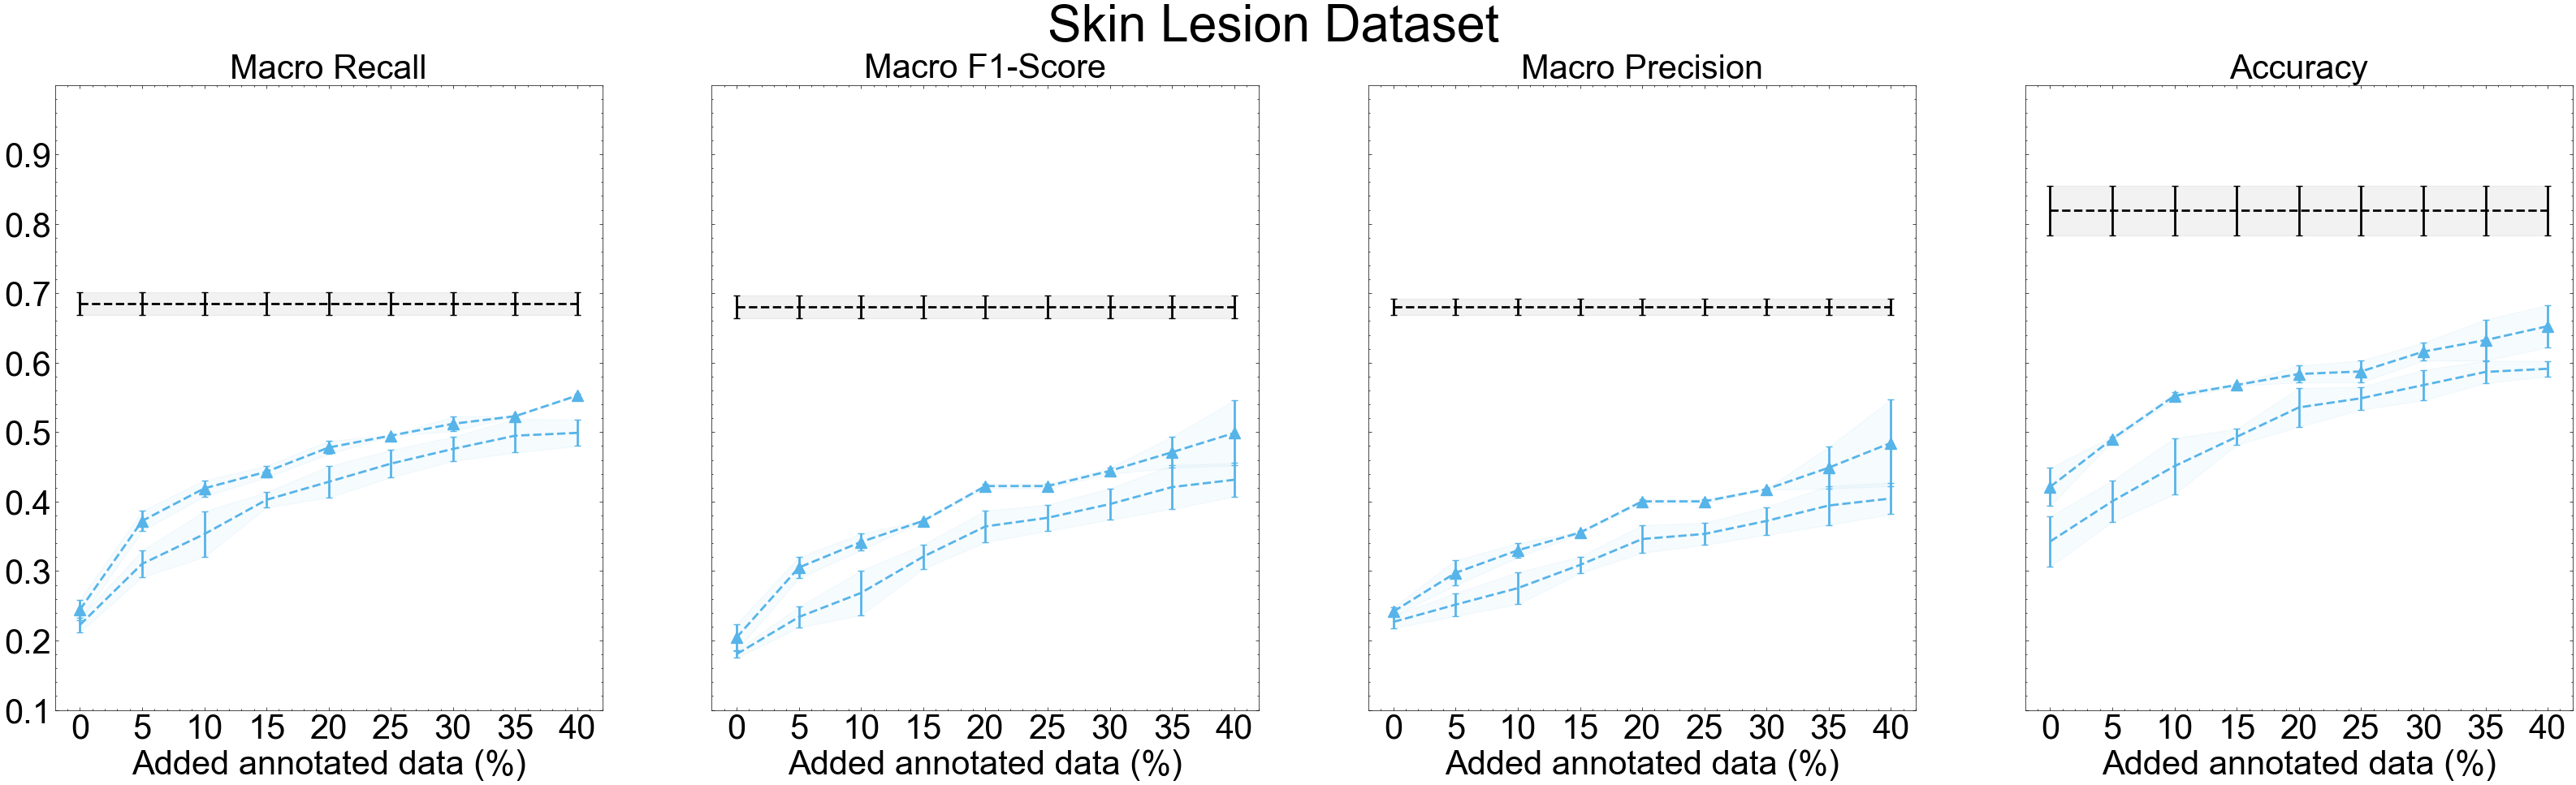 Skin Lesion Dataset
Macro Recall
Macro F1-Score
Macro Precision
Accuracy
0.9
0.8
0.7
0.6
0.5
0.4
0.3
0.2
0.1
0 5 10 15 20 25 30 35 40
0 5 10 15 20 25 30 35 40
0 5 10 15 20 25 30 35 40
0 5 10 15 20 25 30 35 40
Added annotated data (%)
Added annotated data (%)
Added annotated data (%)
Added annotated data (%)